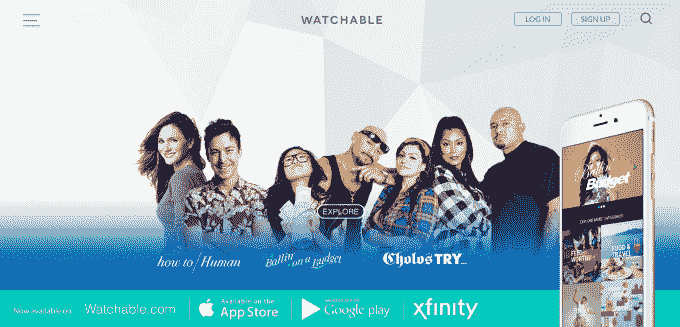 WATCHABLE
LOG IN
SIGN UP
EXPLORE
how to / Human
Ballin on a Budget
Cholos TRY_
Budget
Now available on
Watchable.com
Available on the
App Store
Google play
xfinity